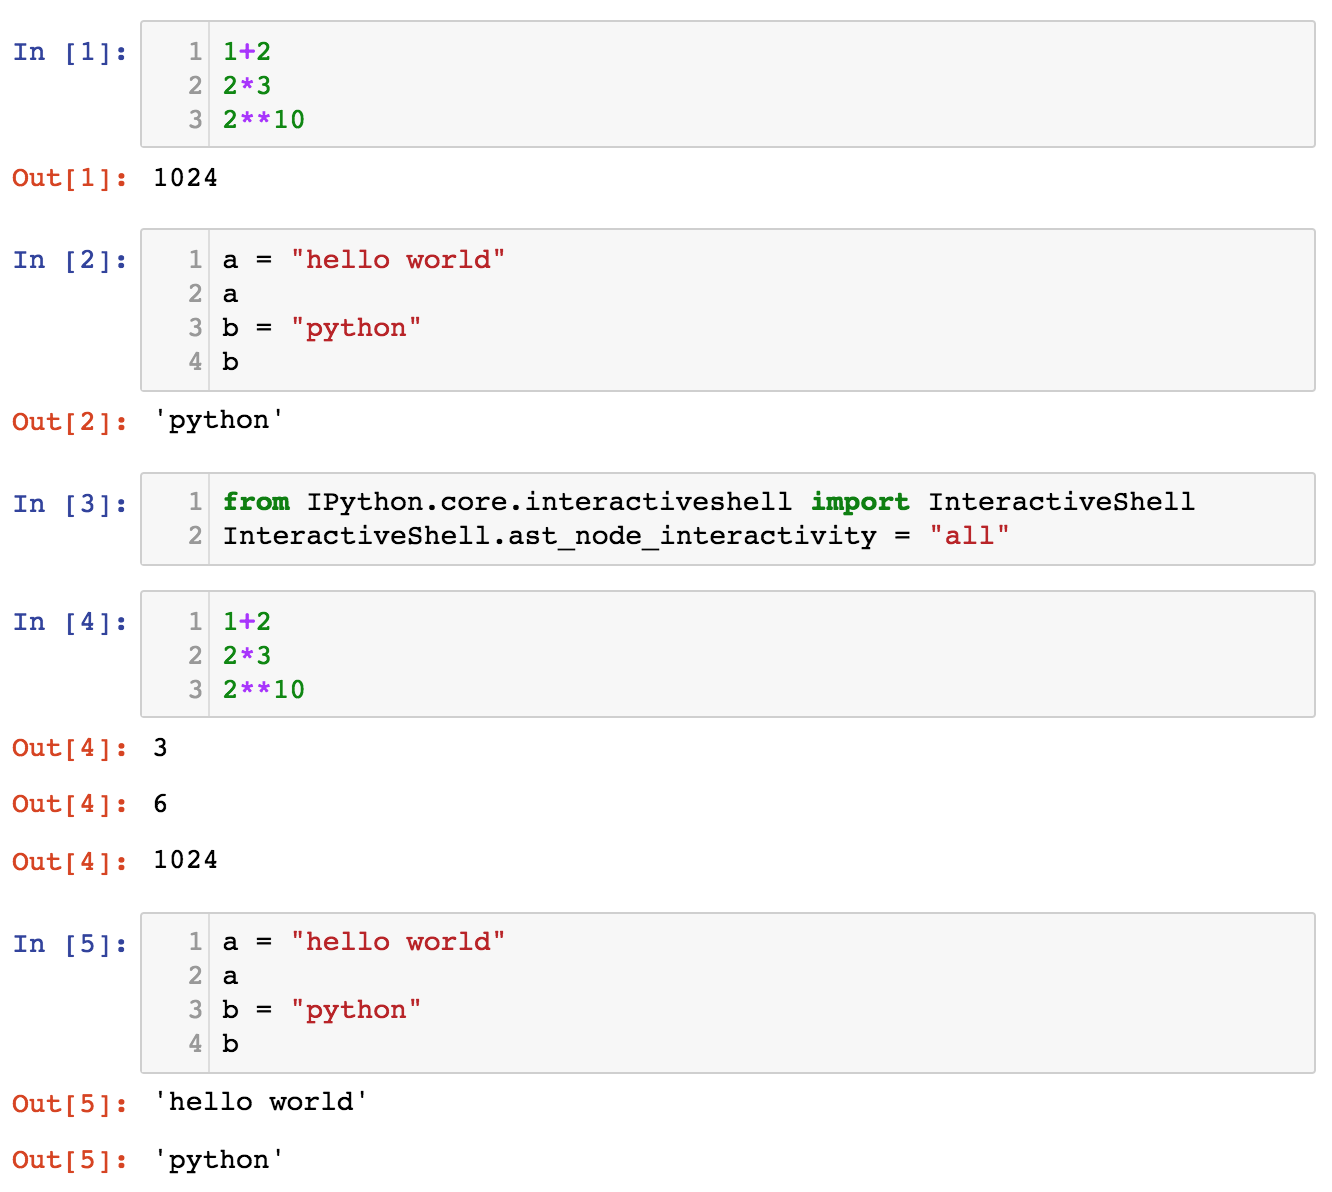 In [1]:
1 1+2
2 2*3
3 2**10
Out[1]: 1024
In [2]:
1 a = "hello world"
2 a
3 b = "python"
4 b
Out[2]: 'python'
In [3]:
1 from IPython.core.interactiveshell import InteractiveShell
2 InteractiveShell.ast_node_interactivity = "all"
In [4]:
1 1+2
2 2*3
3 2**10
Out[4]: 3
Out[4]: 6
Out[4]: 1024
In [5]:
1 a = "hello world"
2 a
3 b = "python"
4 b
Out[5]: 'hello world'
Out[5]: 'python'